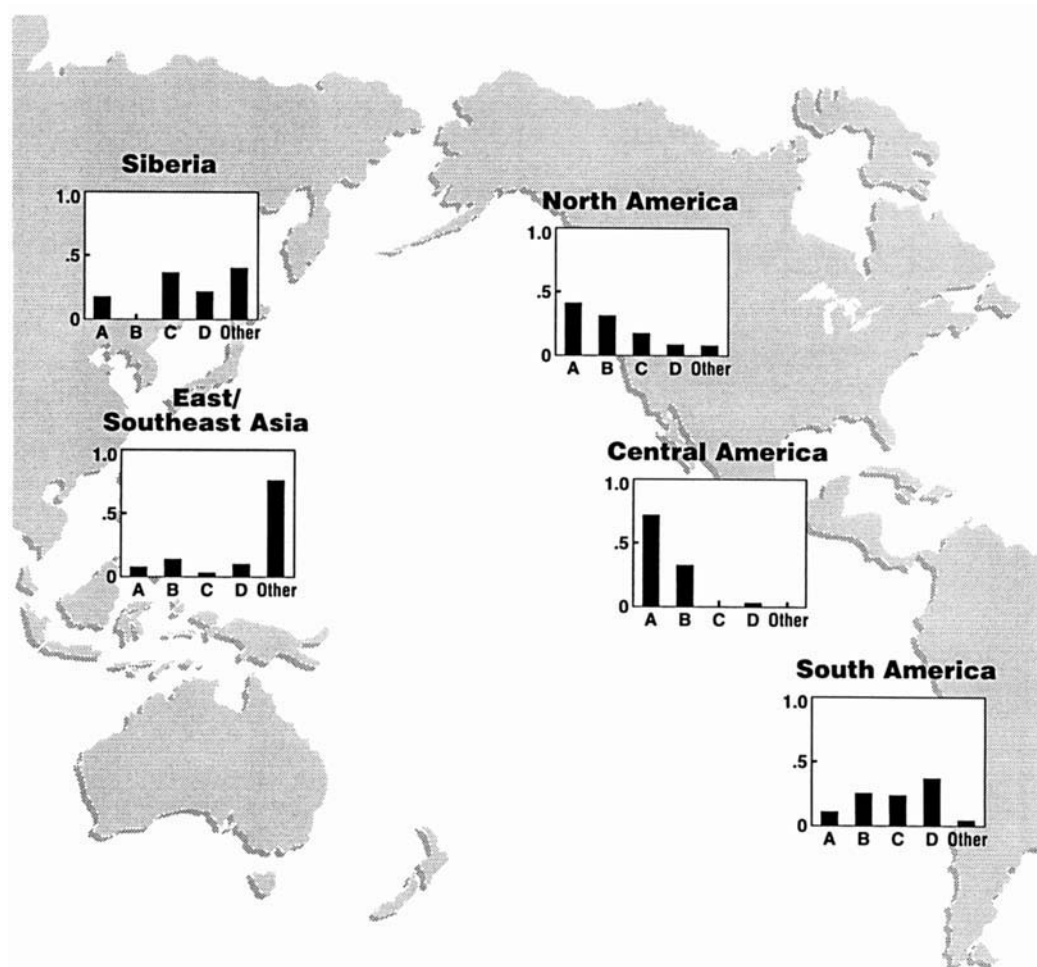 Siberia
1.0
.5
0
A B C D Other
North America
1.0
.5
0
A B C D Other
East/
Southeast Asia
1.0
.5
0
A B C D Other
Central America
1.0
.5
0
A B C D Other
South America
1.0
.5
0
A B C D Other